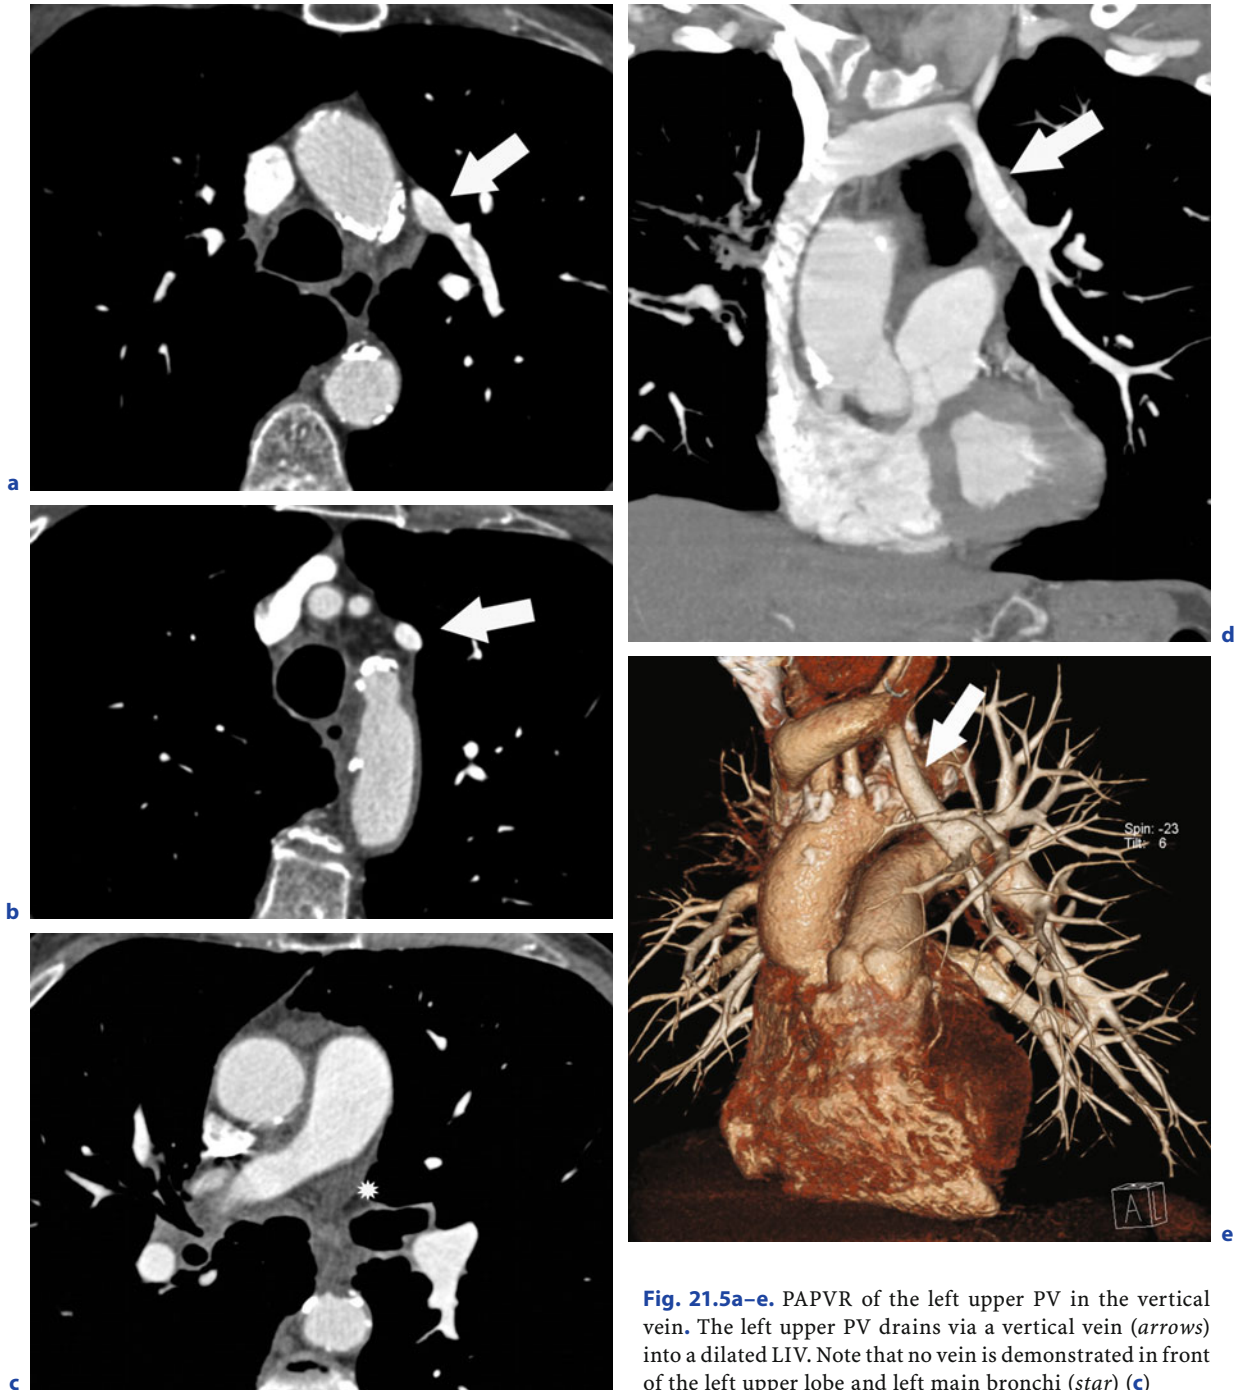 a
b
c
d
Spin: -23
Tilt: 6
A L
e
Fig. 21.5a–e. PAPVR of the left upper PV in the vertical
vein. The left upper PV drains via a vertical vein (arrows)
into a dilated LIV. Note that no vein is demonstrated in front
of the left upper lobe and left main bronchi (star) (c)